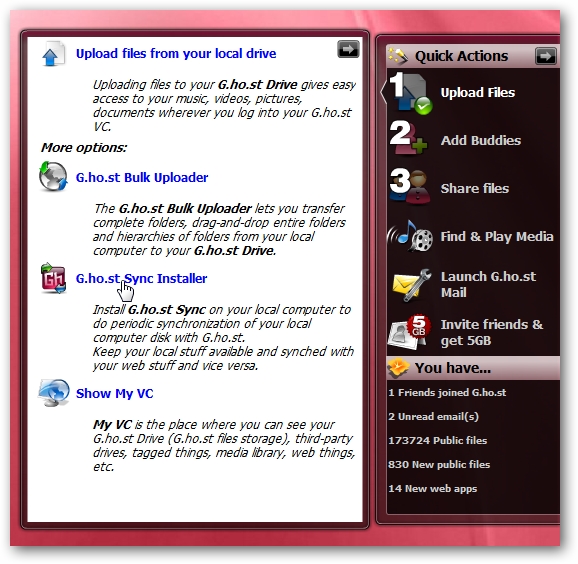 Upload files from your local drive
Uploading files to your G.ho.st Drive gives easy
access to your music, videos, pictures,
documents wherever you log into your G.ho.st
VC.
More options:
G.ho.st Bulk Uploader
The G.ho.st Bulk Uploader lets you transfer
complete folders, drag-and-drop entire folders
and hierarchies of folders from your local
computer to your G.ho.st Drive.
Gh
G.ho.st Sync Installer
Install G.ho.st Sync on your local computer to
do periodic synchronization of your local
computer disk with G.ho.st.
Keep your local stuff available and synched with
your web stuff and vice versa.
Show My VC
My VC is the place where you can see your
G.ho.st Drive (G.ho.st files storage), third-party
drives, tagged things, media library, web things,
etc.
Quick Actions
1 Upload Files
2 Add Buddies
3 Share files
Find & Play Media
Launch G.ho.st
Mail
5
GB
Invite friends &
get 5GB
You have...
1 Friends joined G.ho.st
2 Unread email(s)
173724 Public files
830 New public files
14 New web apps